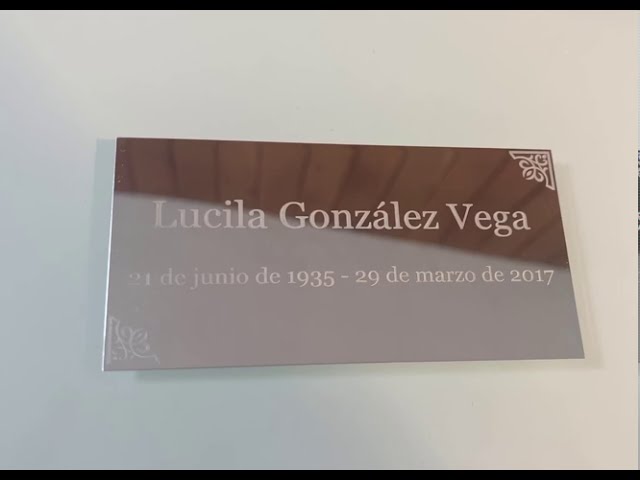 Lucila González Vega
21 de junio de 1935 - 29 de marzo de 2017